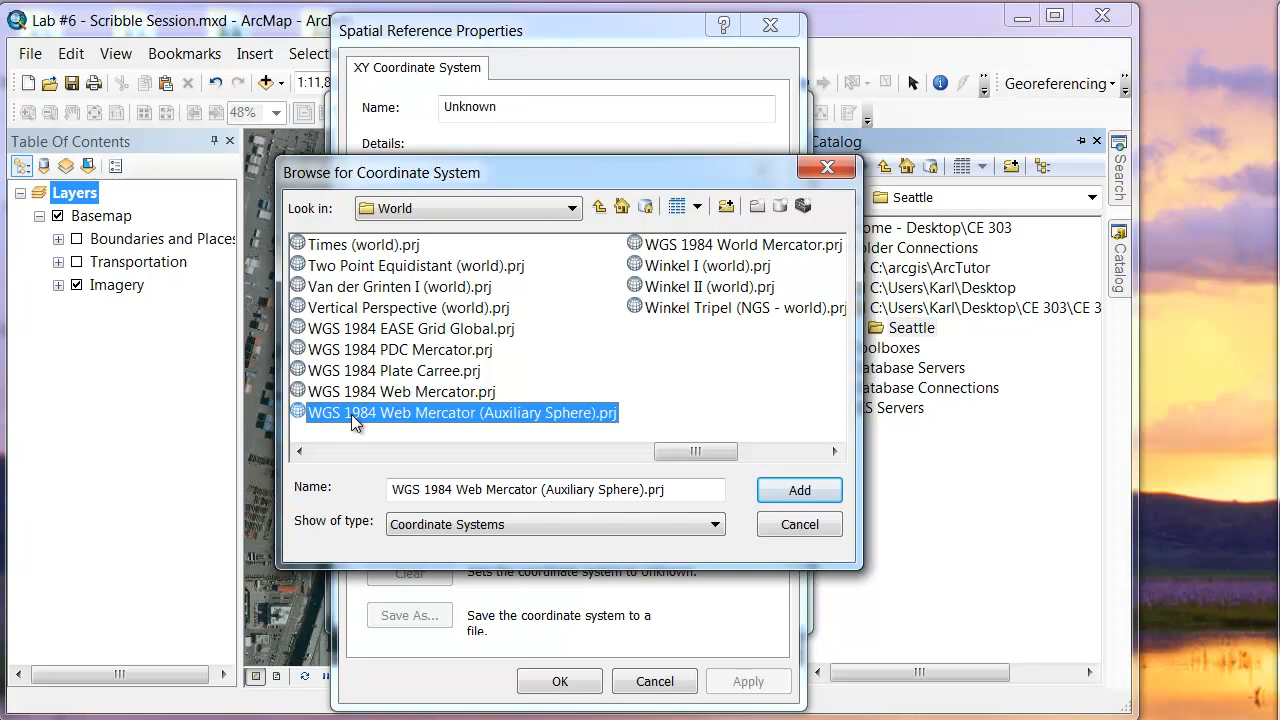 Lab #6 - Scribble Session.mxd - ArcMap - Arc
File Edit View Bookmarks Insert Select
1:11,8
Georeferencing
48%
Table Of Contents
Layers
Basemap
Boundaries and Places
Transportation
Imagery
Spatial Reference Properties
XY Coordinate System
Name: Unknown
Details:
Browse for Coordinate System
Look in: World
Times (world).prj
Two Point Equidistant (world).prj
Van der Grinten I (world).prj
Vertical Perspective (world).prj
WGS 1984 EASE Grid Global.prj
WGS 1984 PDC Mercator.prj
WGS 1984 Plate Carree.prj
WGS 1984 Web Mercator.prj
WGS 1984 Web Mercator (Auxiliary Sphere).prj
WGS 1984 World Mercator.prj
Winkel I (world).prj
Winkel II (world).prj
Winkel Tripel (NGS - world).prj
Name: WGS 1984 Web Mercator (Auxiliary Sphere).prj
Add
Show of type: Coordinate Systems
Cancel
Clear Sets the coordinate system to Unknown.
Save As... Save the coordinate system to a
file.
OK Cancel Apply
Catalog
Seattle
ome - Desktop\CE 303
older Connections
C:\arcgis\ArcTutor
C:\Users\Karl\Desktop
C:\Users\Karl\Desktop\CE 3
Seattle
olboxes
atabase Servers
atabase Connections
S Servers
Search
Catalog